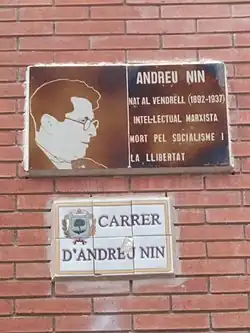 ANDREU NIN
NAT AL VENDRELL (1892-1937)
INTEL·LECTUAL MARXISTA
MORT PEL SOCIALISME I
LA LLIBERTAT
CARRER
D'ANDREU NIN